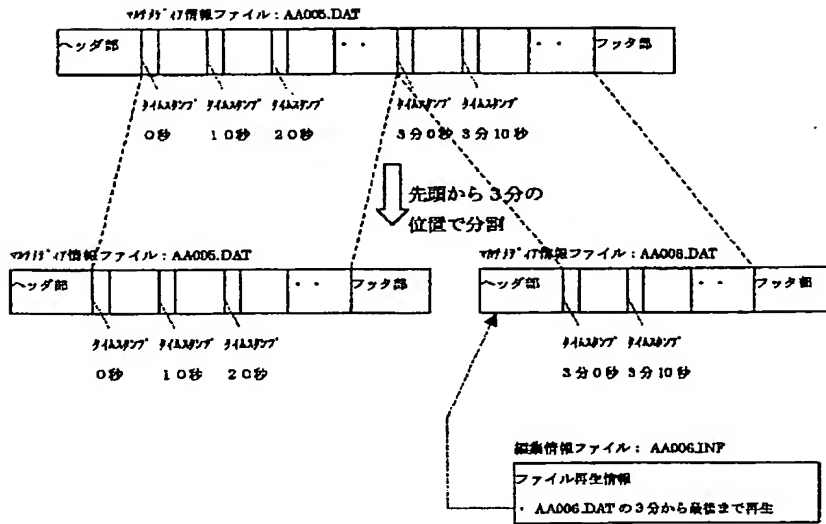 マルチメディア情報ファイル：AA005.DAT
ヘッダ部 ・・ ・・ フッタ部
タイムスタンプ タイムスタンプ タイムスタンプ タイムスタンプ タイムスタンプ
0秒 10秒 20秒 3分0秒 3分10秒
先頭から3分の
位置で分割
マルチメディア情報ファイル：AA005.DAT
ヘッダ部 ・・ フッタ部
タイムスタンプ タイムスタンプ タイムスタンプ
0秒 10秒 20秒
マルチメディア情報ファイル：AA006.DAT
ヘッダ部 ・・ フッタ部
タイムスタンプ タイムスタンプ
3分0秒 3分10秒
編集情報ファイル：AA006.INF
ファイル再生情報
・ AA006.DATの3分から最後まで再生